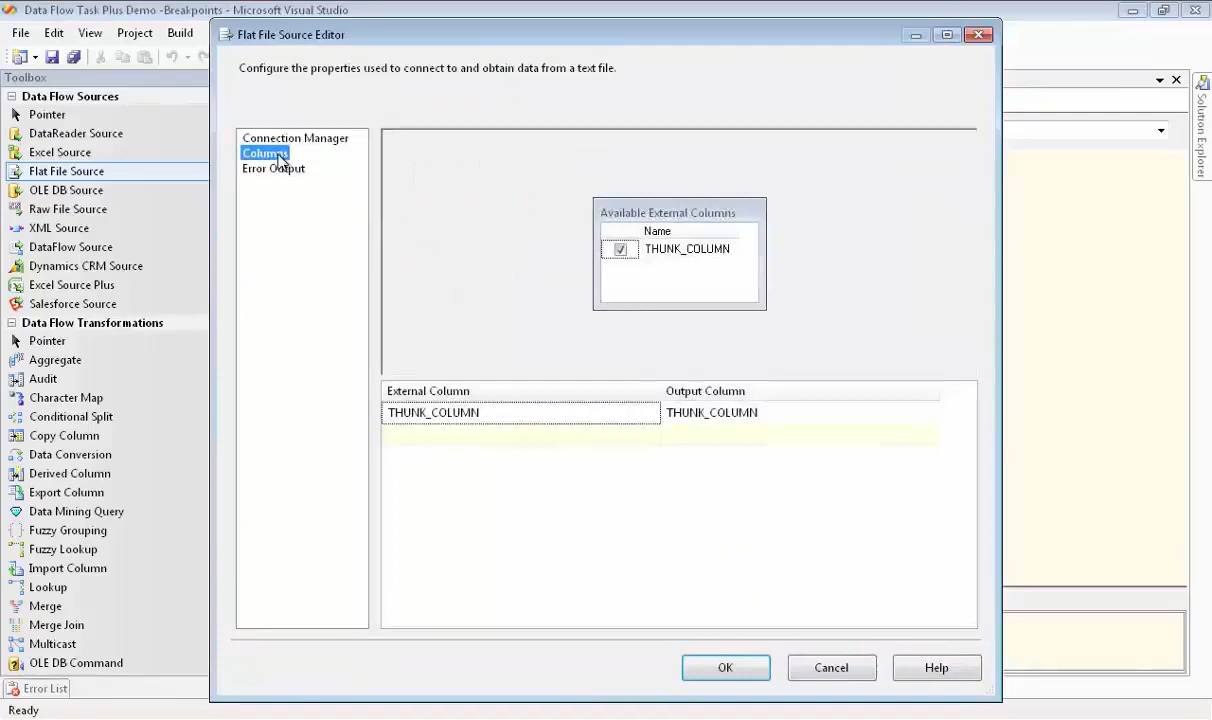 Data Flow Task Plus Demo -Breakpoints - Microsoft Visual Studio
File Edit View Project Build
Toolbox
Data Flow Sources
Pointer
DataReader Source
Excel Source
Flat File Source
OLE DB Source
Raw File Source
XML Source
DataFlow Source
Dynamics CRM Source
Excel Source Plus
Salesforce Source
Data Flow Transformations
Pointer
Aggregate
Audit
Character Map
Conditional Split
Copy Column
Data Conversion
Derived Column
Export Column
Data Mining Query
Fuzzy Grouping
Fuzzy Lookup
Import Column
Lookup
Merge
Merge Join
Multicast
OLE DB Command
Error List
Ready
Flat File Source Editor
Configure the properties used to connect to and obtain data from a text file.
Connection Manager
Columns
Error Output
Available External Columns
Name
THUNK_COLUMN
External Column Output Column
THUNK_COLUMN THUNK_COLUMN
OK Cancel Help
Solution Explorer